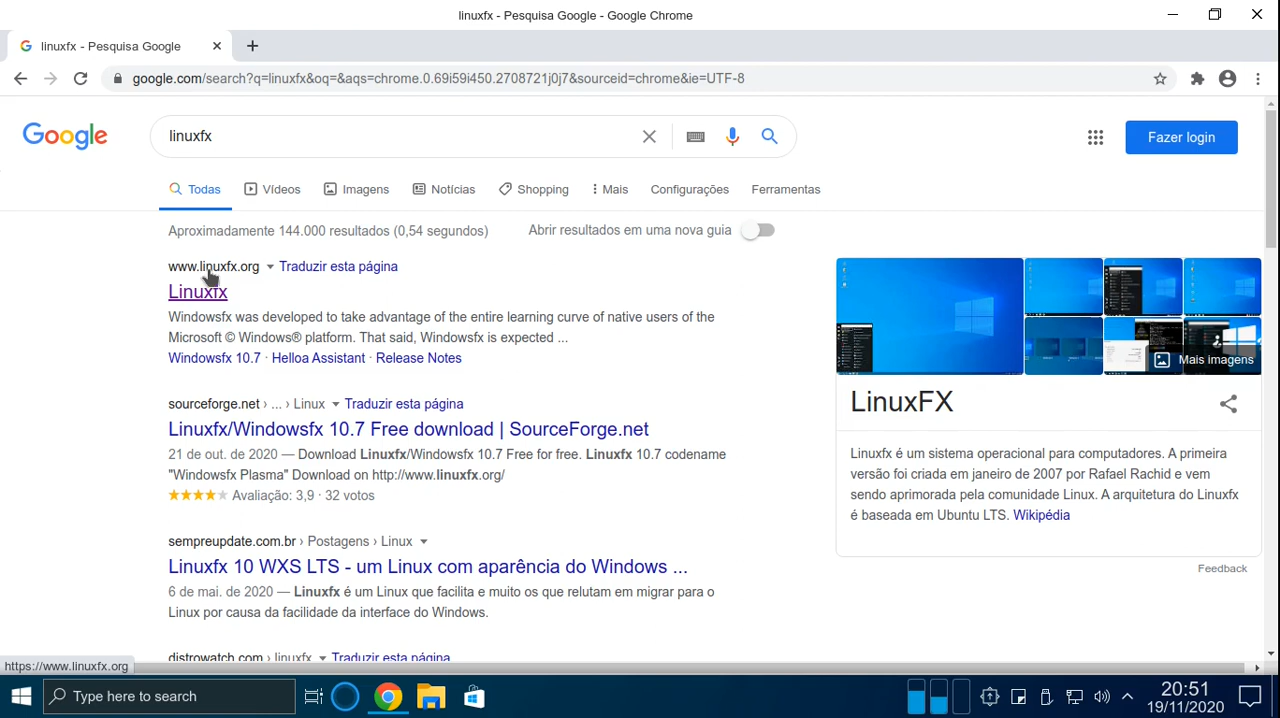 linuxfx - Pesquisa Google - Google Chrome
linuxfx - Pesquisa Google
google.com/search?q=linuxfx&oq=&aqs=chrome.0.69i59i450.2708721j0j7&sourceid=chrome&ie=UTF-8
Google
linuxfx
Fazer login
Todas Vídeos Imagens Notícias Shopping Mais Configurações Ferramentas
Aproximadamente 144.000 resultados (0,54 segundos) Abrir resultados em uma nova guia
www.linuxfx.org Traduzir esta página
Linuxfx
Windowsfx was developed to take advantage of the entire learning curve of native users of the
Microsoft © Windows® platform. That said, Windowsfx is expected ...
Windowsfx 10.7 · Helloa Assistant · Release Notes
sourceforge.net › ... › Linux Traduzir esta página
Linuxfx/Windowsfx 10.7 Free download | SourceForge.net
21 de out. de 2020 — Download Linuxfx/Windowsfx 10.7 Free for free. Linuxfx 10.7 codename
"Windowsfx Plasma" Download on http://www.linuxfx.org/
Avaliação: 3,9 · 32 votos
sempreupdate.com.br › Postagens › Linux
Linuxfx 10 WXS LTS - um Linux com aparência do Windows ...
6 de mai. de 2020 — Linuxfx é um Linux que facilita e muito os que relutam em migrar para o
Linux por causa da facilidade da interface do Windows.
distrowatch.com › linuxfx Traduzir esta página
Mais imagens
LinuxFX
Linuxfx é um sistema operacional para computadores. A primeira
versão foi criada em janeiro de 2007 por Rafael Rachid e vem
sendo aprimorada pela comunidade Linux. A arquitetura do Linuxfx
é baseada em Ubuntu LTS. Wikipédia
Feedback
https://www.linuxfx.org
Type here to search
20:51
19/11/2020